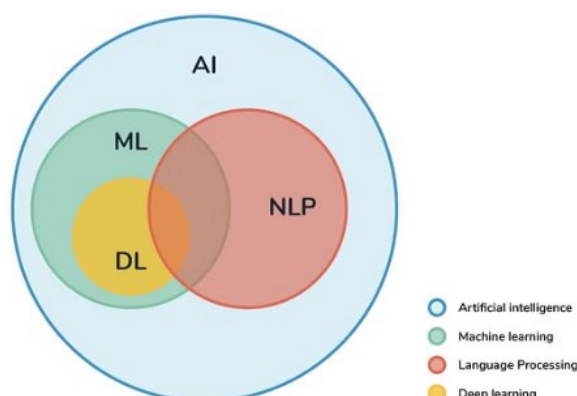 AI
ML
NLP
DL
Artificial intelligence
Machine learning
Language Processing
Deep learning